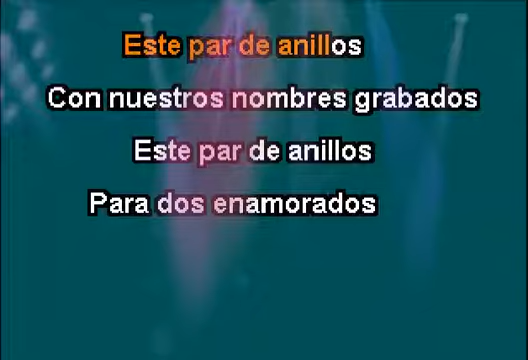 Este par de anillos
Con nuestros nombres grabados
Este par de anillos
Para dos enamorados